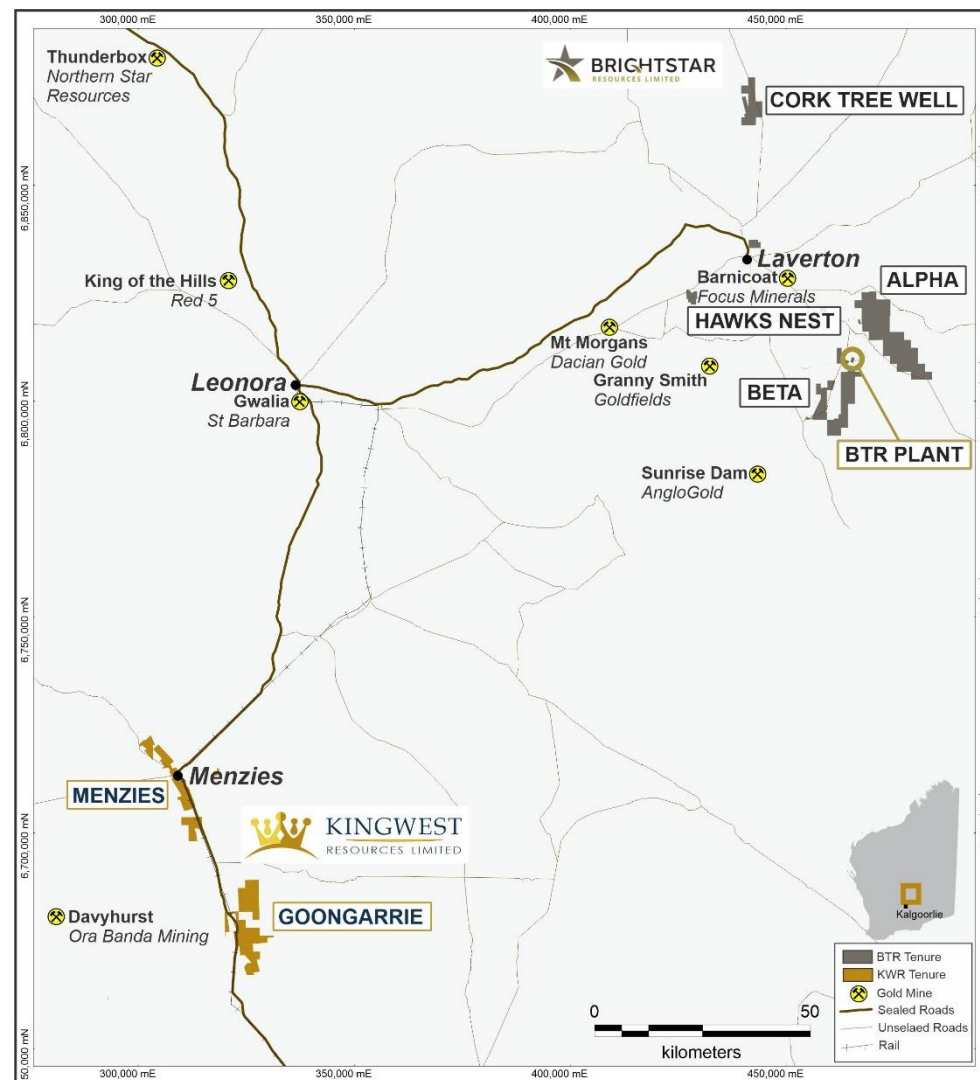 300,000 mE
350,000 mE
400,000 mE
450,000 mE
Thunderbox
Northern Star
Resources
BRIGHTSTAR
RESOURCES LIMITED
CORK TREE WELL
6,850,000 mN
King of the Hills
Red 5
Laverton
Barnicoat
Focus Minerals
ALPHA
HAWKS NEST
Mt Morgans
Dacian Gold
Granny Smith
Goldfields
Leonora
Gwalia
St Barbara
6,800,000 mN
BETA
BTR PLANT
Sunrise Dam
AngloGold
6,750,000 mN
Menzies
MENZIES
KINGWEST
RESOURCES LIMITED
6,700,000 mN
GOONGARRIE
Davyhurst
Ora Banda Mining
Kalgoorlie
BTR Tenure
KWR Tenure
Gold Mine
Sealed Roads
Unselaed Roads
Rail
0
50
kilometers
50,000 mN
300,000 mE
350,000 mE
400,000 mE
450,000 mE